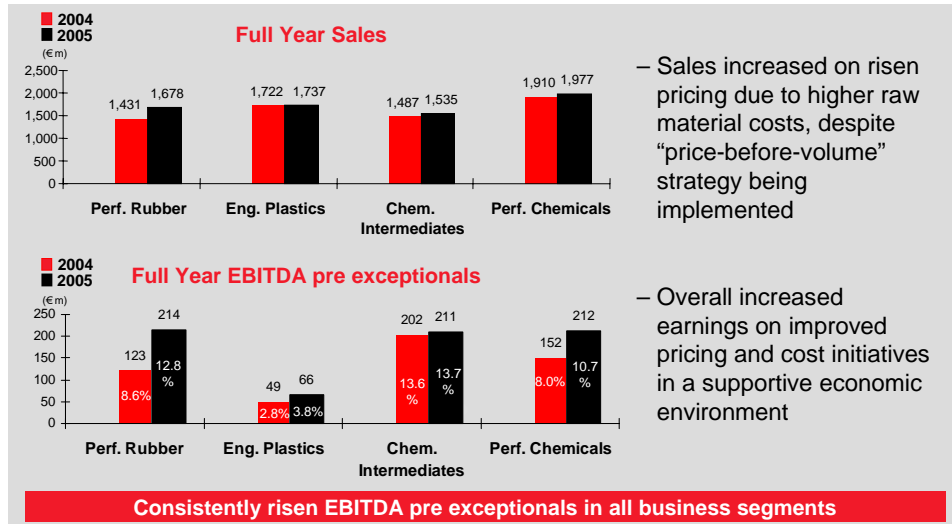 2004
2005
(€ m)
Full Year Sales
2,500
2,000
1,500
1,000
500
0
1,431
1,678
1,722
1,737
1,487
1,535
1,910
1,977
Perf. Rubber
Eng. Plastics
Chem.
Intermediates
Perf. Chemicals
– Sales increased on risen
pricing due to higher raw
material costs, despite
“price-before-volume”
strategy being
implemented
2004
2005
(€ m)
Full Year EBITDA pre exceptionals
250
200
150
100
50
0
123
214
49
66
202
211
152
212
8.6%
12.8
%
2.8%
3.8%
13.6
%
13.7
%
8.0%
10.7
%
Perf. Rubber
Eng. Plastics
Chem.
Intermediates
Perf. Chemicals
– Overall increased
earnings on improved
pricing and cost initiatives
in a supportive economic
environment
Consistently risen EBITDA pre exceptionals in all business segments